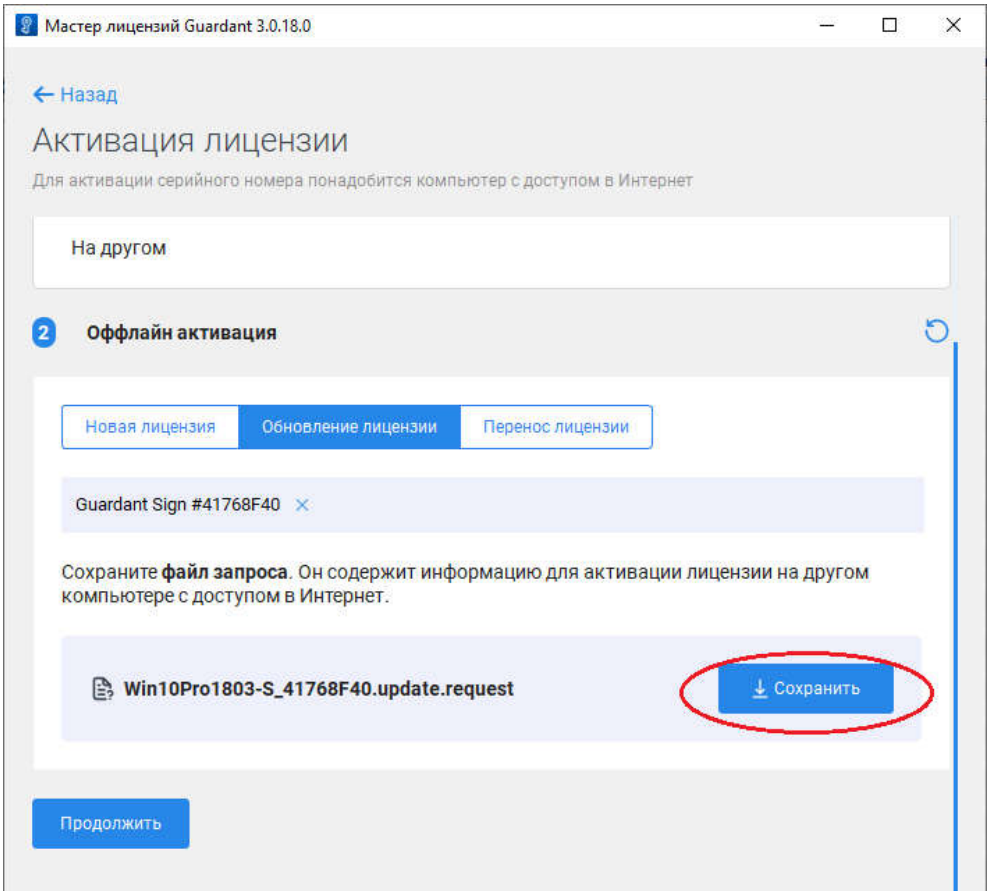 Мастер лицензий Guardant 3.0.18.0
Назад
Активация лицензии
Для активации серийного номера понадобится компьютер с доступом в Интернет
На другом
2 Оффлайн активация
Новая лицензия Обновление лицензии Перенос лицензии
Guardant Sign #41768F40
Сохраните файл запроса. Он содержит информацию для активации лицензии на другом
компьютере с доступом в Интернет.
Win10Pro1803-S_41768F40.update.request Сохранить
Продолжить